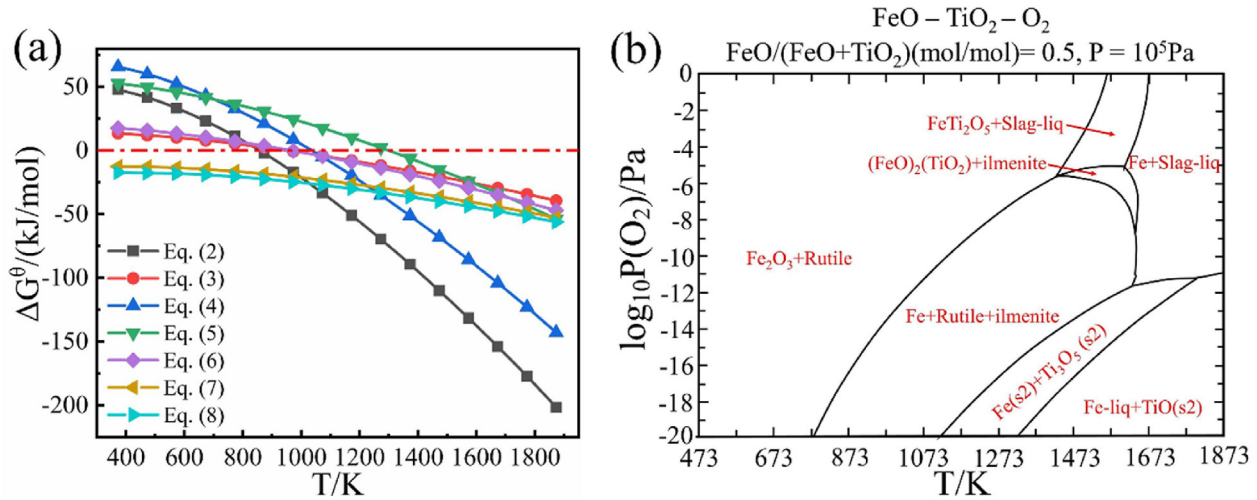 (a)
50
0
-50
-100
-150
-200
ΔG^θ/(kJ/mol)
Eq. (2)
Eq. (3)
Eq. (4)
Eq. (5)
Eq. (6)
Eq. (7)
Eq. (8)
400 600 800 1000 1200 1400 1600 1800
T/K
(b)
FeO – TiO₂ – O₂
FeO/(FeO+TiO₂)(mol/mol)= 0.5, P = 10⁵Pa
0
-2
-4
-6
-8
-10
-12
-14
-16
-18
-20
log₁₀P(O₂)/Pa
FeTi₂O₅+Slag-liq
(FeO)₂(TiO₂)+ilmenite
Fe+Slag-liq
Fe₂O₃+Rutile
Fe+Rutile+ilmenite
Fe(s2)+Ti₃O₅(s2)
Fe-liq+TiO(s2)
473 673 873 1073 1273 1473 1673 1873
T/K